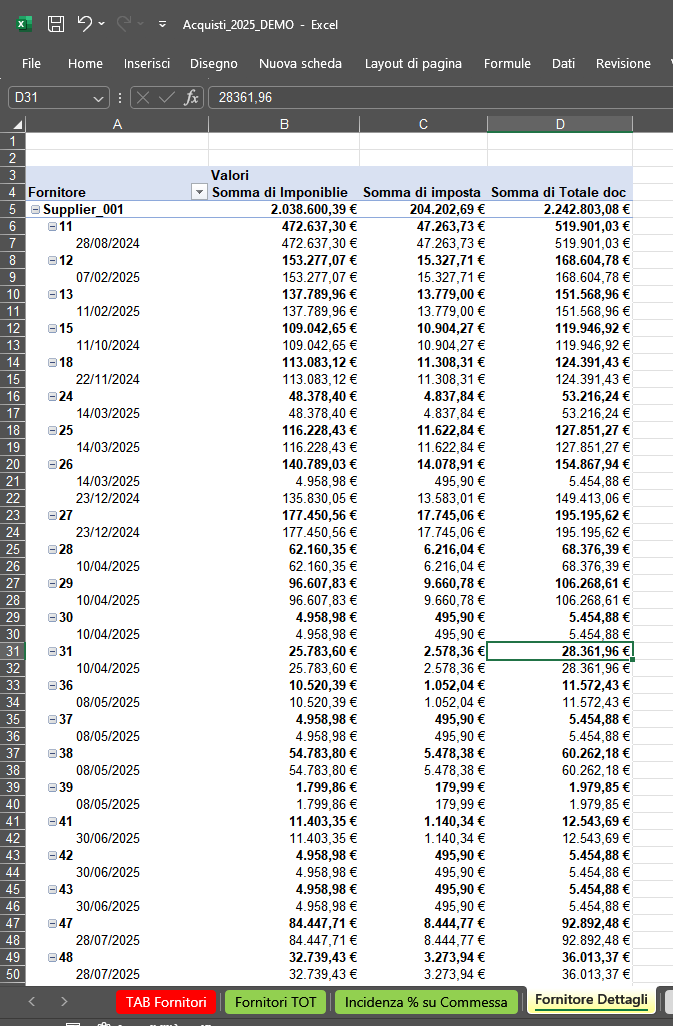 Acquisti_2025_DEMO - Excel
File Home Inserisci Disegno Nuova scheda Layout di pagina Formule Dati Revisione
D31 fx 28361,96
A B C D
1
2
3 Valori
4 Fornitore Somma di Imponiblie Somma di imposta Somma di Totale doc
5 Supplier_001 2.038.600,39 € 204.202,69 € 2.242.803,08 €
6 11 472.637,30 € 47.263,73 € 519.901,03 €
7 28/08/2024 472.637,30 € 47.263,73 € 519.901,03 €
8 12 153.277,07 € 15.327,71 € 168.604,78 €
9 07/02/2025 153.277,07 € 15.327,71 € 168.604,78 €
10 13 137.789,96 € 13.779,00 € 151.568,96 €
11 11/02/2025 137.789,96 € 13.779,00 € 151.568,96 €
12 15 109.042,65 € 10.904,27 € 119.946,92 €
13 11/10/2024 109.042,65 € 10.904,27 € 119.946,92 €
14 18 113.083,12 € 11.308,31 € 124.391,43 €
15 22/11/2024 113.083,12 € 11.308,31 € 124.391,43 €
16 24 48.378,40 € 4.837,84 € 53.216,24 €
17 14/03/2025 48.378,40 € 4.837,84 € 53.216,24 €
18 25 116.228,43 € 11.622,84 € 127.851,27 €
19 14/03/2025 116.228,43 € 11.622,84 € 127.851,27 €
20 26 140.789,03 € 14.078,91 € 154.867,94 €
21 14/03/2025 4.958,98 € 495,90 € 5.454,88 €
22 23/12/2024 135.830,05 € 13.583,01 € 149.413,06 €
23 27 177.450,56 € 17.745,06 € 195.195,62 €
24 23/12/2024 177.450,56 € 17.745,06 € 195.195,62 €
25 28 62.160,35 € 6.216,04 € 68.376,39 €
26 10/04/2025 62.160,35 € 6.216,04 € 68.376,39 €
27 29 96.607,83 € 9.660,78 € 106.268,61 €
28 10/04/2025 96.607,83 € 9.660,78 € 106.268,61 €
29 30 4.958,98 € 495,90 € 5.454,88 €
30 10/04/2025 4.958,98 € 495,90 € 5.454,88 €
31 31 25.783,60 € 2.578,36 € 28.361,96 €
32 10/04/2025 25.783,60 € 2.578,36 € 28.361,96 €
33 36 10.520,39 € 1.052,04 € 11.572,43 €
34 08/05/2025 10.520,39 € 1.052,04 € 11.572,43 €
35 37 4.958,98 € 495,90 € 5.454,88 €
36 08/05/2025 4.958,98 € 495,90 € 5.454,88 €
37 38 54.783,80 € 5.478,38 € 60.262,18 €
38 08/05/2025 54.783,80 € 5.478,38 € 60.262,18 €
39 39 1.799,86 € 179,99 € 1.979,85 €
40 08/05/2025 1.799,86 € 179,99 € 1.979,85 €
41 41 11.403,35 € 1.140,34 € 12.543,69 €
42 30/06/2025 11.403,35 € 1.140,34 € 12.543,69 €
43 42 4.958,98 € 495,90 € 5.454,88 €
44 30/06/2025 4.958,98 € 495,90 € 5.454,88 €
45 43 4.958,98 € 495,90 € 5.454,88 €
46 30/06/2025 4.958,98 € 495,90 € 5.454,88 €
47 47 84.447,71 € 8.444,77 € 92.892,48 €
48 28/07/2025 84.447,71 € 8.444,77 € 92.892,48 €
49 48 32.739,43 € 3.273,94 € 36.013,37 €
50 28/07/2025 32.739,43 € 3.273,94 € 36.013,37 €
TAB Fornitori Fornitori TOT Incidenza % su Commessa Fornitore Dettagli